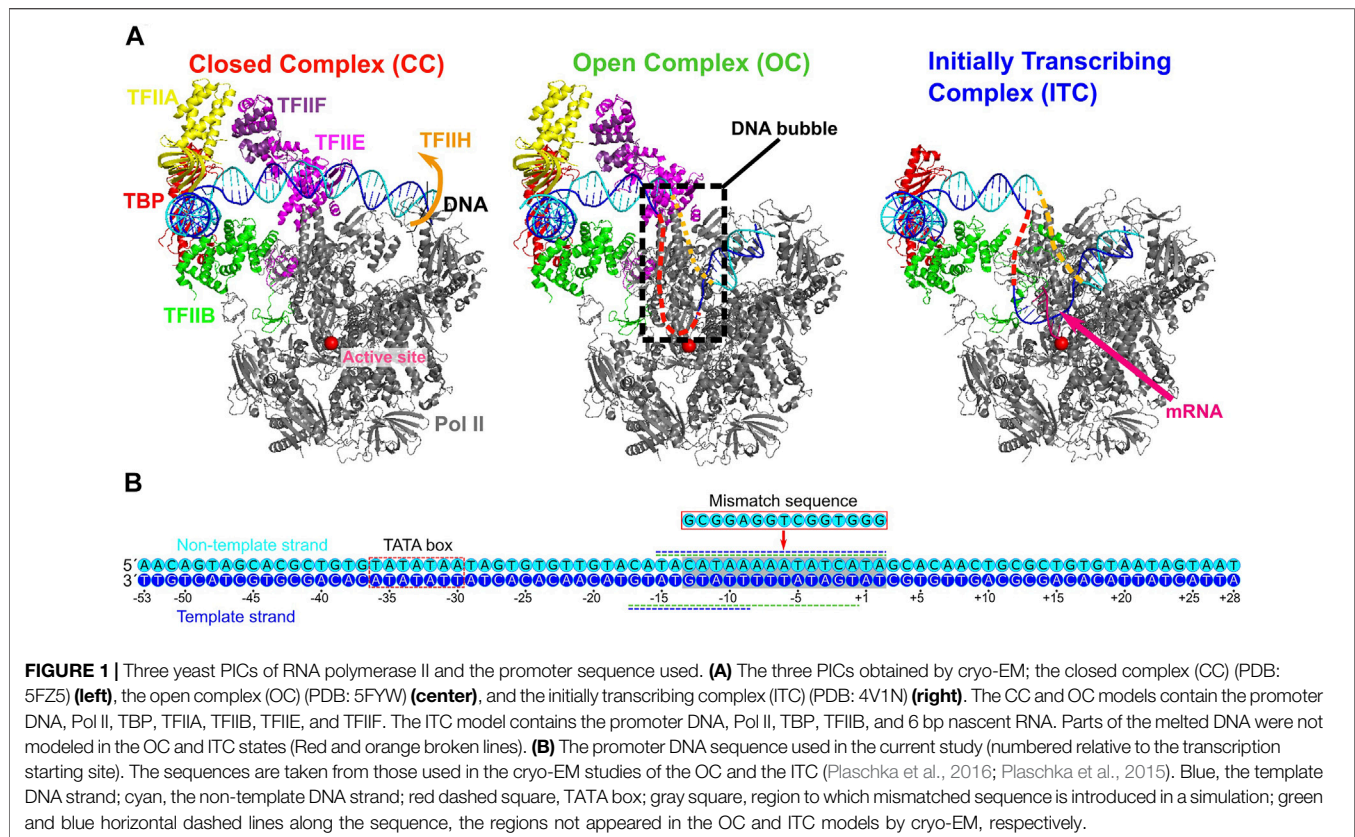 A
Closed Complex (CC)
Open Complex (OC)
Initially Transcribing
Complex (ITC)
TFIIA
TFIIF
TFIIE
TFIIH
TBP
DNA
TFIIB
Active site
Pol II
DNA bubble
mRNA
B
Mismatch sequence
GCGGAGGTCGGTGGG
Non-template strand
TATA box
5´ AACAGTAGCACGCTGTGTATATAATAGTGTGTTGTACATACATAAAAATATCATAGCACAACTGCGCTGTGTAATAGTAAT
3´ TTGTCATCGTGCGACACATATATTATCACACAACATGTATGTATTTTTATAGTATCGTGTTGACGCGACACATTATCATTA
-53 -50 -45 -40 -35 -30 -25 -20 -15 -10 -5 +1 +5 +10 +15 +20 +25 +28
Template strand
FIGURE 1 | Three yeast PICs of RNA polymerase II and the promoter sequence used. (A) The three PICs obtained by cryo-EM; the closed complex (CC) (PDB:
5FZ5) (left), the open complex (OC) (PDB: 5FYW) (center), and the initially transcribing complex (ITC) (PDB: 4V1N) (right). The CC and OC models contain the promoter
DNA, Pol II, TBP, TFIIA, TFIIB, TFIIE, and TFIIF. The ITC model contains the promoter DNA, Pol II, TBP, TFIIB, and 6 bp nascent RNA. Parts of the melted DNA were not
modeled in the OC and ITC states (Red and orange broken lines). (B) The promoter DNA sequence used in the current study (numbered relative to the transcription
starting site). The sequences are taken from those used in the cryo-EM studies of the OC and the ITC (Plaschka et al., 2016; Plaschka et al., 2015). Blue, the template
DNA strand; cyan, the non-template DNA strand; red dashed square, TATA box; gray square, region to which mismatched sequence is introduced in a simulation; green
and blue horizontal dashed lines along the sequence, the regions not appeared in the OC and ITC models by cryo-EM, respectively.